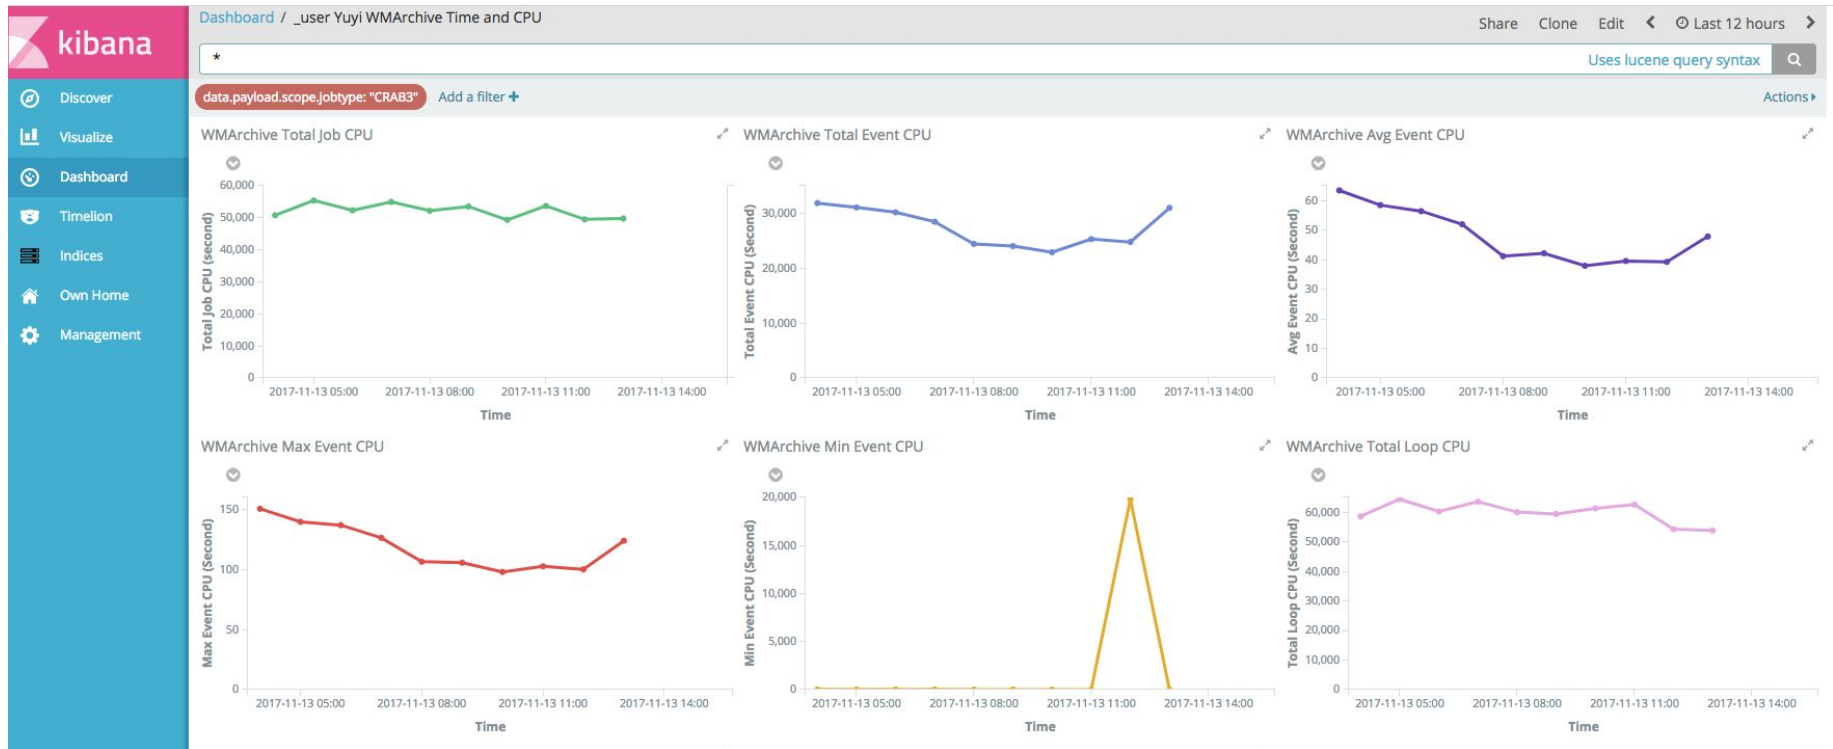 kibana
Dashboard / _user Yuyi WMArchive Time and CPU
Share Clone Edit Last 12 hours
*
Uses lucene query syntax
Discover
Visualize
Dashboard
Timelion
Indices
Own Home
Management
data.payload.scope.jobtype: "CRAB3"
Add a filter +
Actions
WMArchive Total Job CPU
60,000
50,000
40,000
30,000
20,000
10,000
0
Total Job CPU (second)
2017-11-13 05:00 2017-11-13 08:00 2017-11-13 11:00 2017-11-13 14:00
Time
WMArchive Total Event CPU
30,000
20,000
10,000
0
Total Event CPU (Second)
2017-11-13 05:00 2017-11-13 08:00 2017-11-13 11:00 2017-11-13 14:00
Time
WMArchive Avg Event CPU
60
50
40
30
20
10
0
Avg Event CPU (Second)
2017-11-13 05:00 2017-11-13 08:00 2017-11-13 11:00 2017-11-13 14:00
Time
WMArchive Max Event CPU
150
100
50
0
Max Event CPU (Second)
2017-11-13 05:00 2017-11-13 08:00 2017-11-13 11:00 2017-11-13 14:00
Time
WMArchive Min Event CPU
20,000
15,000
10,000
5,000
0
Min Event CPU (Second)
2017-11-13 05:00 2017-11-13 08:00 2017-11-13 11:00 2017-11-13 14:00
Time
WMArchive Total Loop CPU
60,000
50,000
40,000
30,000
20,000
10,000
0
Total Loop CPU (Second)
2017-11-13 05:00 2017-11-13 08:00 2017-11-13 11:00 2017-11-13 14:00
Time